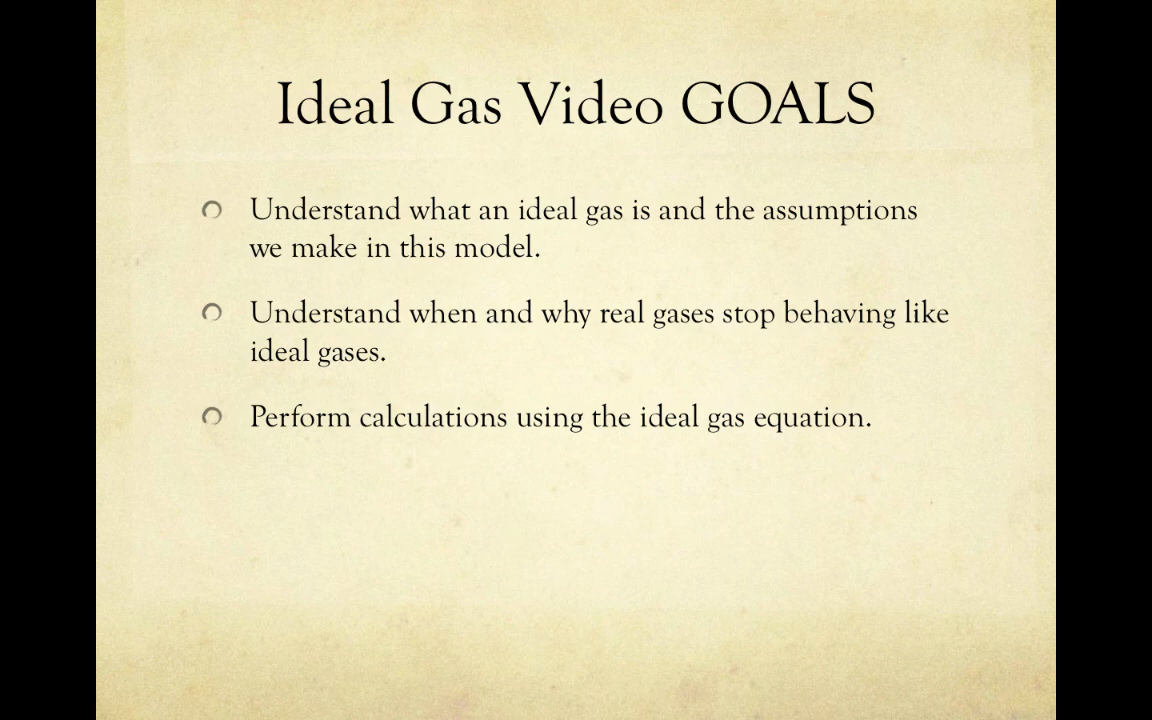 Ideal Gas Video GOALS
Understand what an ideal gas is and the assumptions
we make in this model.
Understand when and why real gases stop behaving like
ideal gases.
Perform calculations using the ideal gas equation.